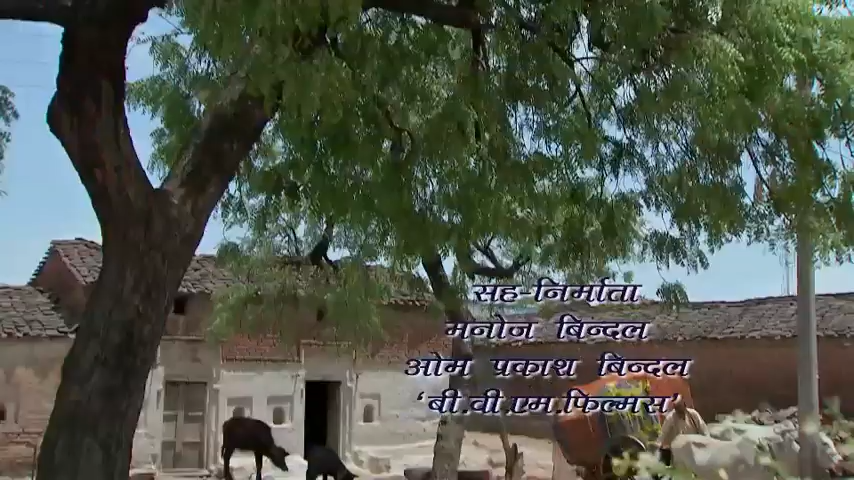 सह-निर्माता
मनोज बिन्दल
ओम प्रकाश बिन्दल
‘बी.वी.एम.फिल्मस’